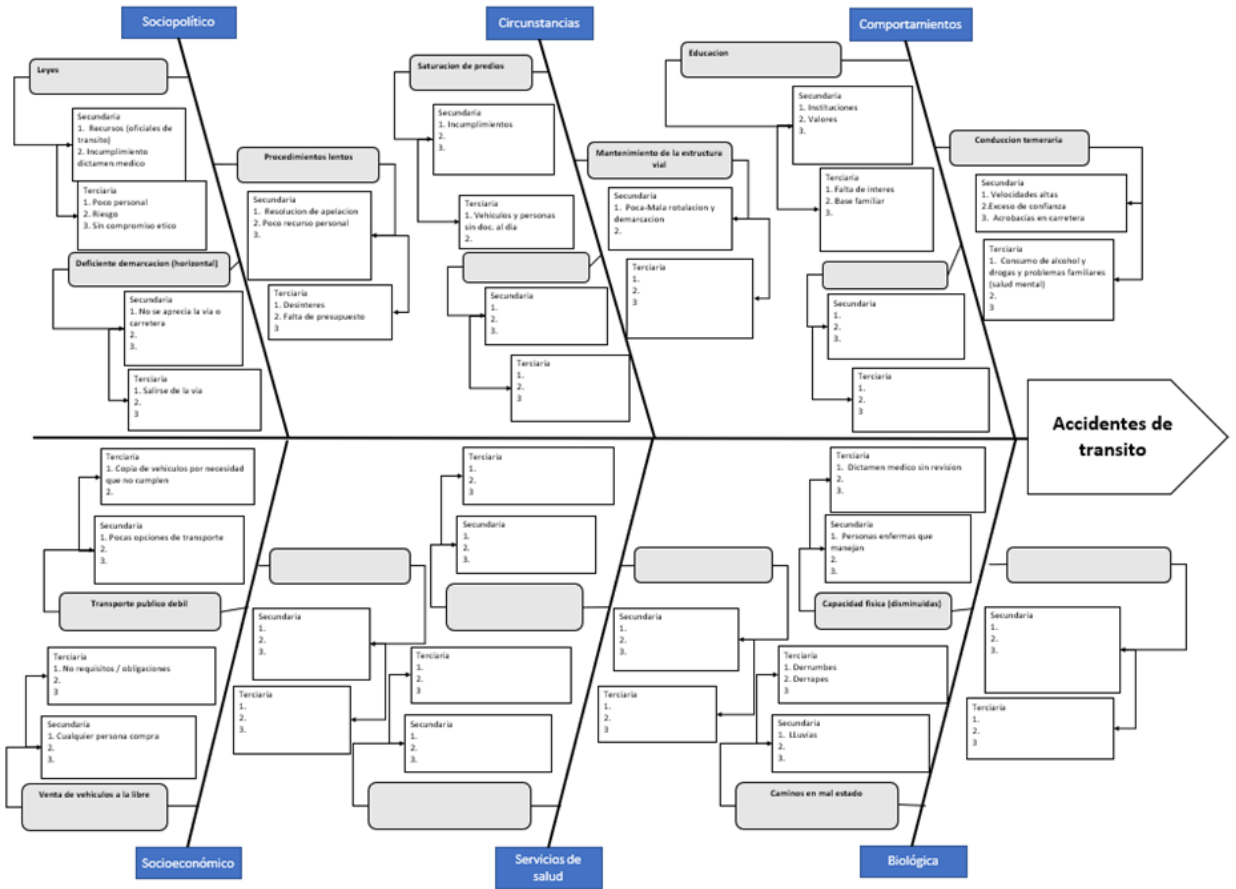 Sociopolítico
Circunstancias
Comportamientos
Leyes
Secundaria
1. Recursos (oficiales de
transito)
2. Incumplimiento
dictamen medico
Terciaria
1. Poco personal
2. Riesgo
3. Sin compromiso etico
Procedimientos lentos
Secundaria
1. Resolucion de apelacion
2. Poco recurso personal
3.
Terciaria
1. Desinteres
2. Falta de presupuesto
3
Deficiente demarcacion (horizontal)
Secundaria
1. No se aprecia la via o
carretera
2.
3.
Terciaria
1. Salirse de la via
2.
3
Saturacion de predios
Secundaria
1. Incumplimientos
2.
3.
Terciaria
1. Vehiculos y personas
sin doc. al dia
2.
Mantenimiento de la estructura
vial
Secundaria
1. Poca-Mala rotulacion y
demarcacion
2.
Terciaria
1.
2.
3
Secundaria
1.
2.
3.
Terciaria
1.
2.
3
Educacion
Secundaria
1. Instituciones
2. Valores
3.
Terciaria
1. Falta de interes
2. Base familiar
3.
Conduccion temeraria
Secundaria
1. Velocidades altas
2.Exceso de confianza
3. Acrobacias en carretera
Terciaria
1. Consumo de alcohol y
drogas y problemas familiares
(salud mental)
2.
3
Secundaria
1.
2.
3.
Terciaria
1.
2.
3
Accidentes de
transito
Terciaria
1. Copia de vehiculos por necesidad
que no cumplen
2.
Secundaria
1. Pocas opciones de transporte
2.
3.
Transporte publico debil
Secundaria
1.
2.
3.
Terciaria
1.
2.
3.
Terciaria
1. No requisitos / obligaciones
2.
3
Secundaria
1. Cualquier persona compra
2.
3.
Venta de vehiculos a la libre
Terciaria
1.
2.
3
Secundaria
1.
2.
3.
Secundaria
1.
2.
3.
Terciaria
1.
2.
3
Terciaria
1.
2.
3
Secundaria
1.
2.
3.
Terciaria
1. Dictamen medico sin revision
2.
3.
Secundaria
1. Personas enfermas que
manejan
2.
3.
Capacidad fisica (disminuidas)
Secundaria
1.
2.
3.
Terciaria
1.
2.
3
Terciaria
1. Derrumbes
2. Derrapes
3
Secundaria
1. LLuvias
2.
3.
Caminos en mal estado
Socioeconómico
Servicios de
salud
Biológica